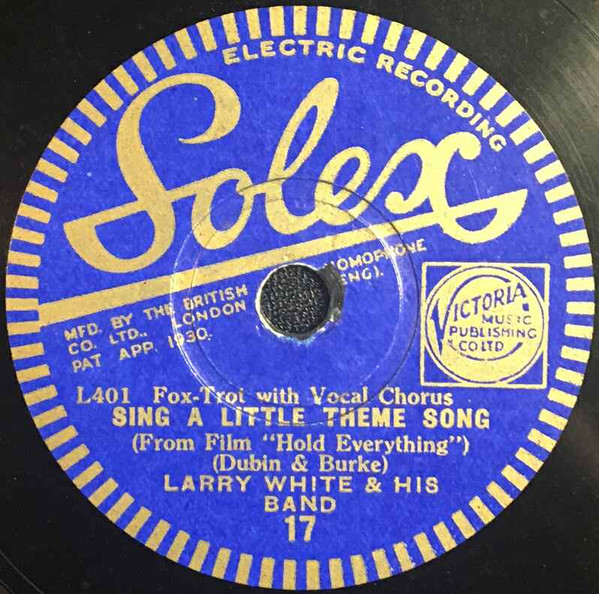 ELECTRIC RECORDING
Solex
MFD. BY THE BRITISH HOMOPHONE
CO. LTD., LONDON (ENG).
PAT APP. 1930.
VICTORIA
MUSIC
PUBLISHING
CO LTD
L401 Fox-Trot with Vocal Chorus
SING A LITTLE THEME SONG
(From Film "Hold Everything")
(Dubin & Burke)
LARRY WHITE & HIS
BAND
17